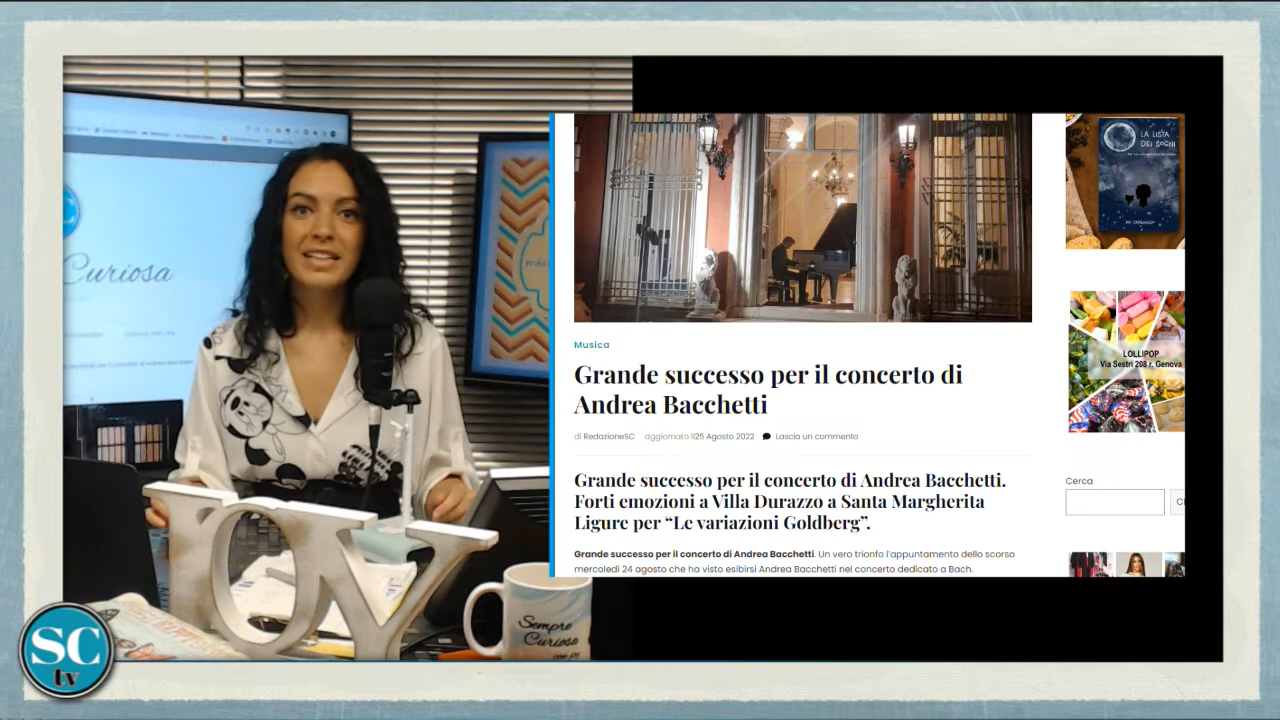 Curiosa
JOY
Sempre
Curiosa
SC
tv
Musica
Grande successo per il concerto di
Andrea Bacchetti
di RedazioneSC aggiornato il25 Agosto 2022 Lascia un commento
Grande successo per il concerto di Andrea Bacchetti.
Forti emozioni a Villa Durazzo a Santa Margherita
Ligure per “Le variazioni Goldberg”.
Grande successo per il concerto di Andrea Bacchetti. Un vero trionfo l’appuntamento dello scorso
mercoledì 24 agosto che ha visto esibirsi Andrea Bacchetti nel concerto dedicato a Bach.
LA LISTA
DEI SOGNI
LOLLIPOP
Via Sestri 208 r. Genova
Cerca